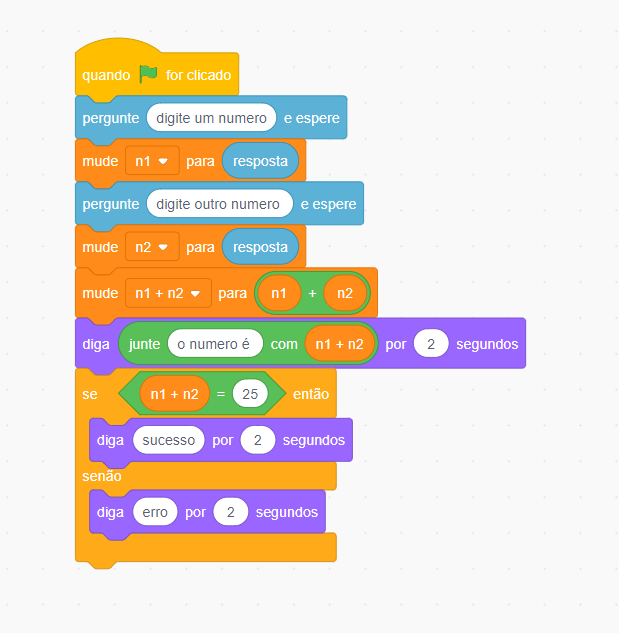 quando for clicado
pergunte digite um numero e espere
mude n1 para resposta
pergunte digite outro numero e espere
mude n2 para resposta
mude n1 + n2 para n1 + n2
diga junte o numero é com n1 + n2 por 2 segundos
se n1 + n2 = 25 então
diga sucesso por 2 segundos
senão
diga erro por 2 segundos